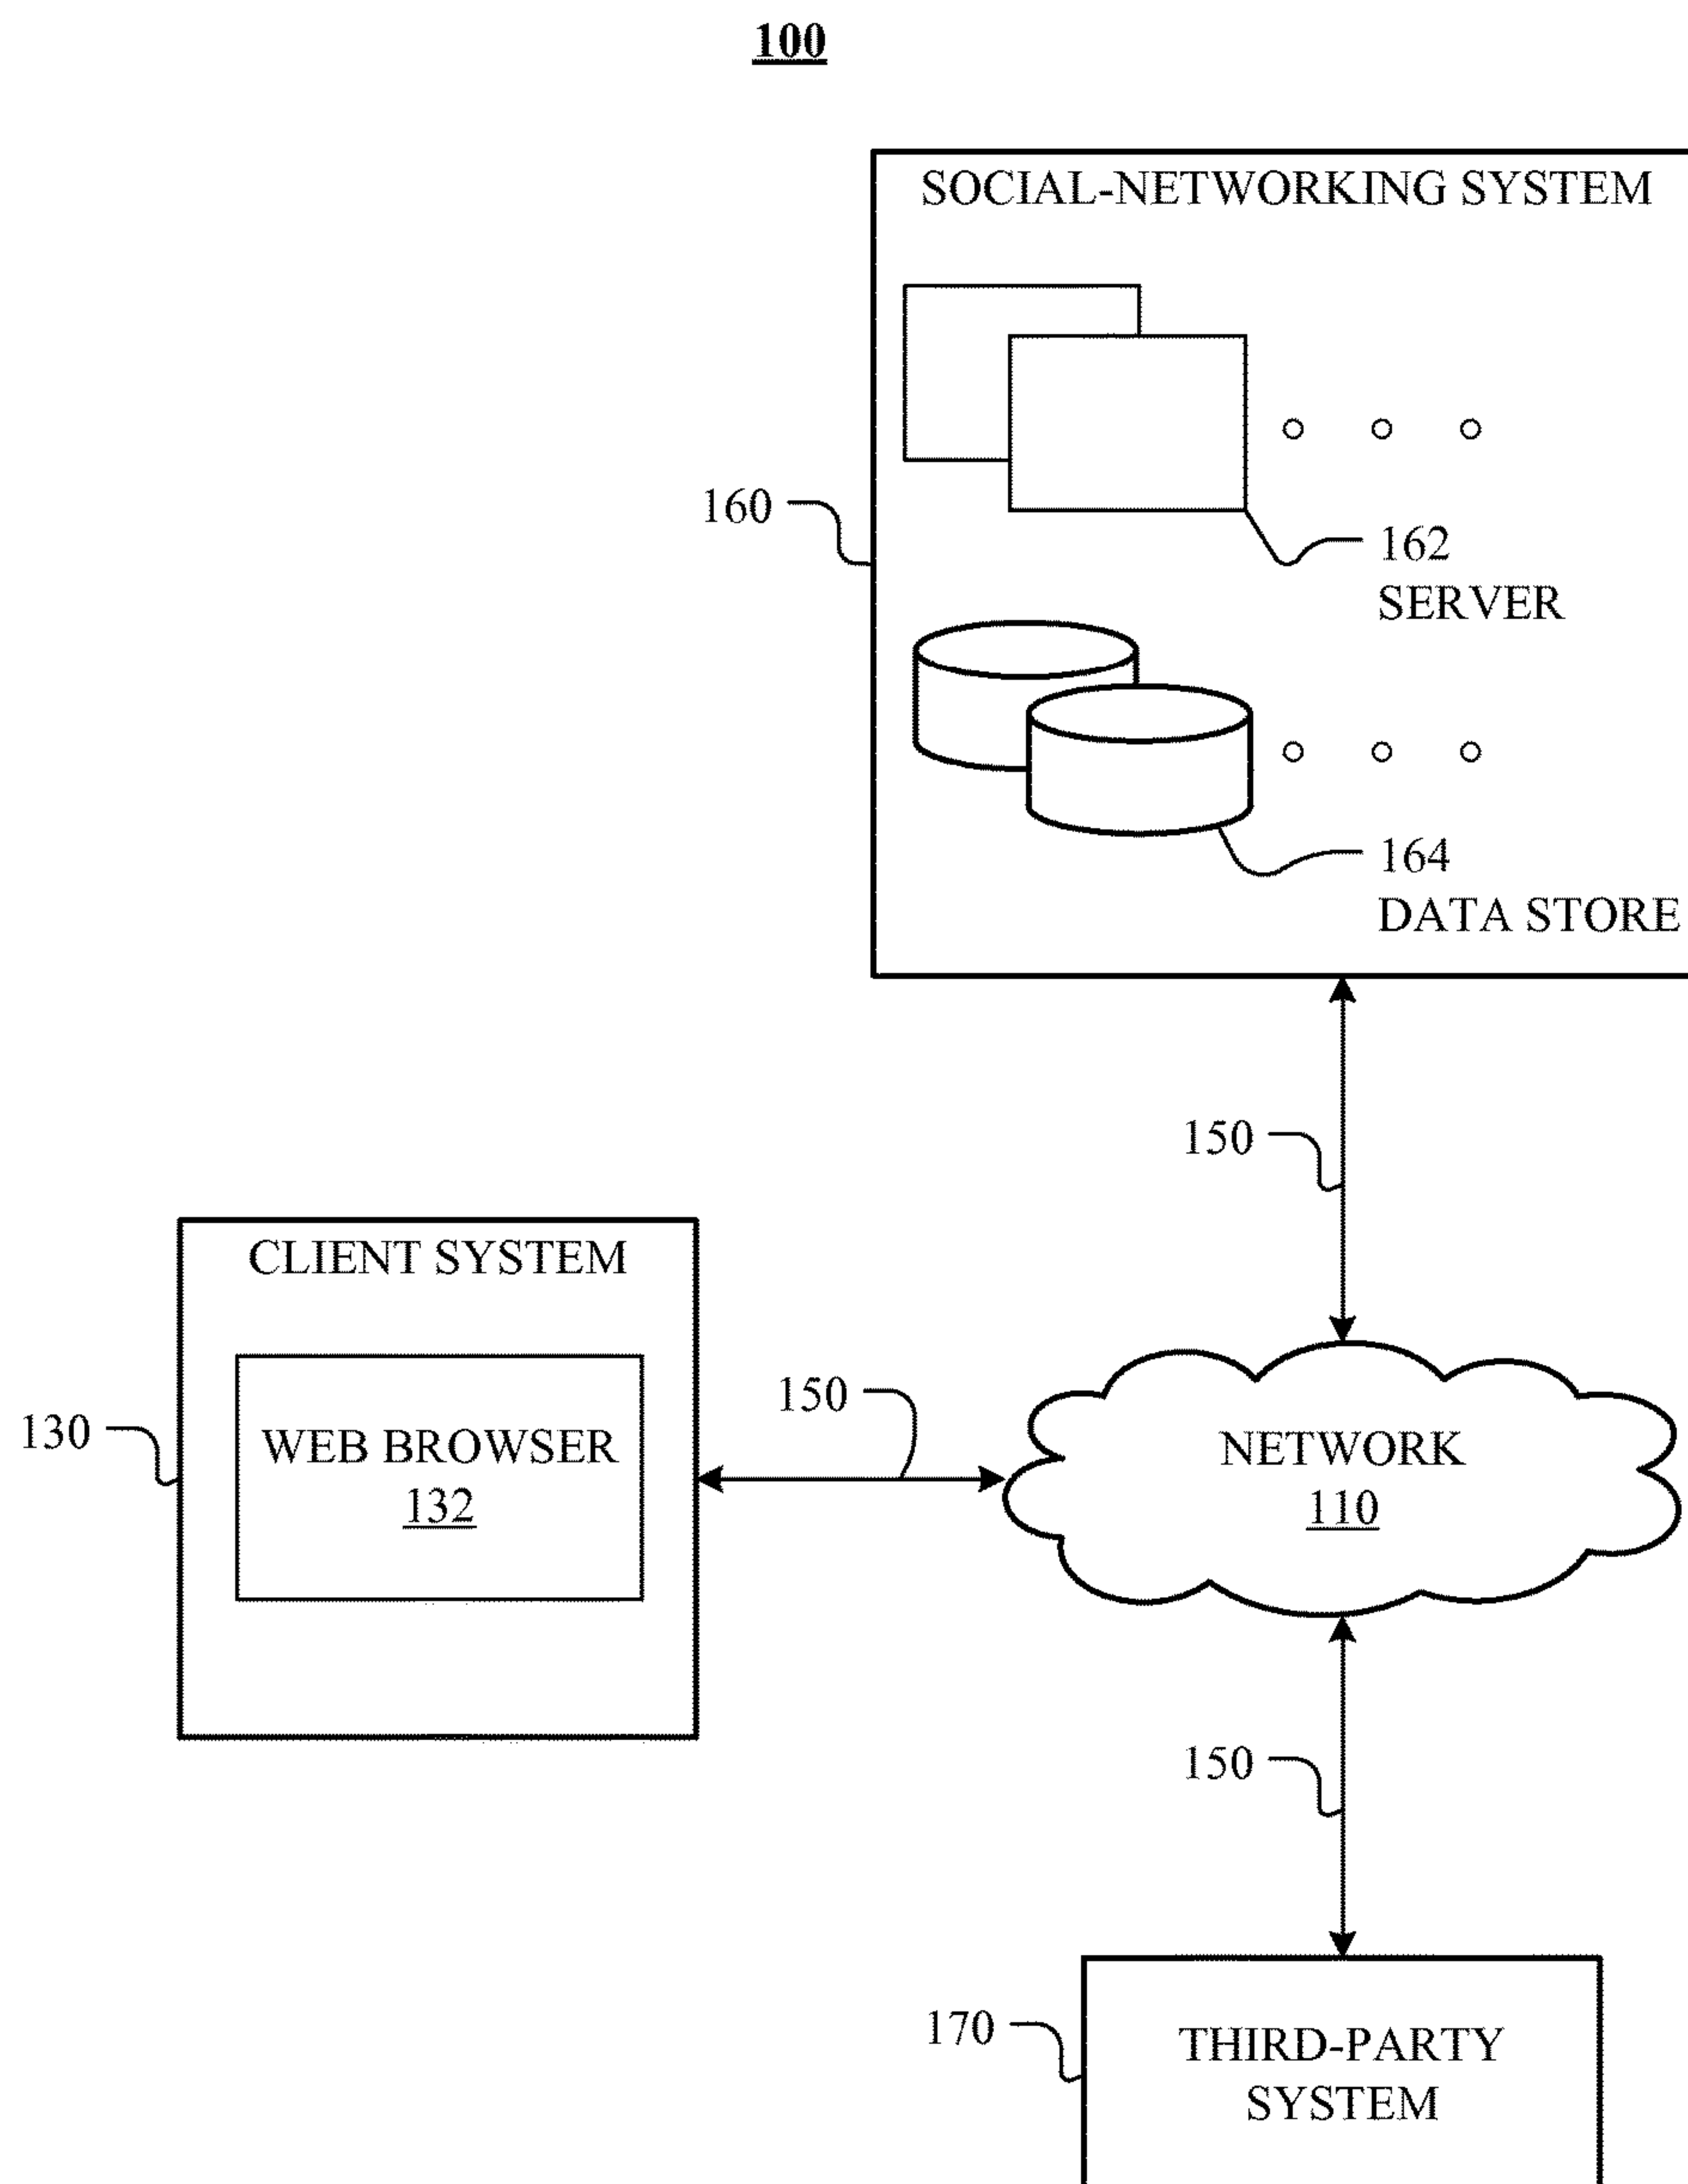 100
SOCIAL-NETWORKING SYSTEM
160
162
SERVER
164
DATA STORE
150
CLIENT SYSTEM
130
WEB BROWSER
132
150
NETWORK
110
150
170
THIRD-PARTY
SYSTEM